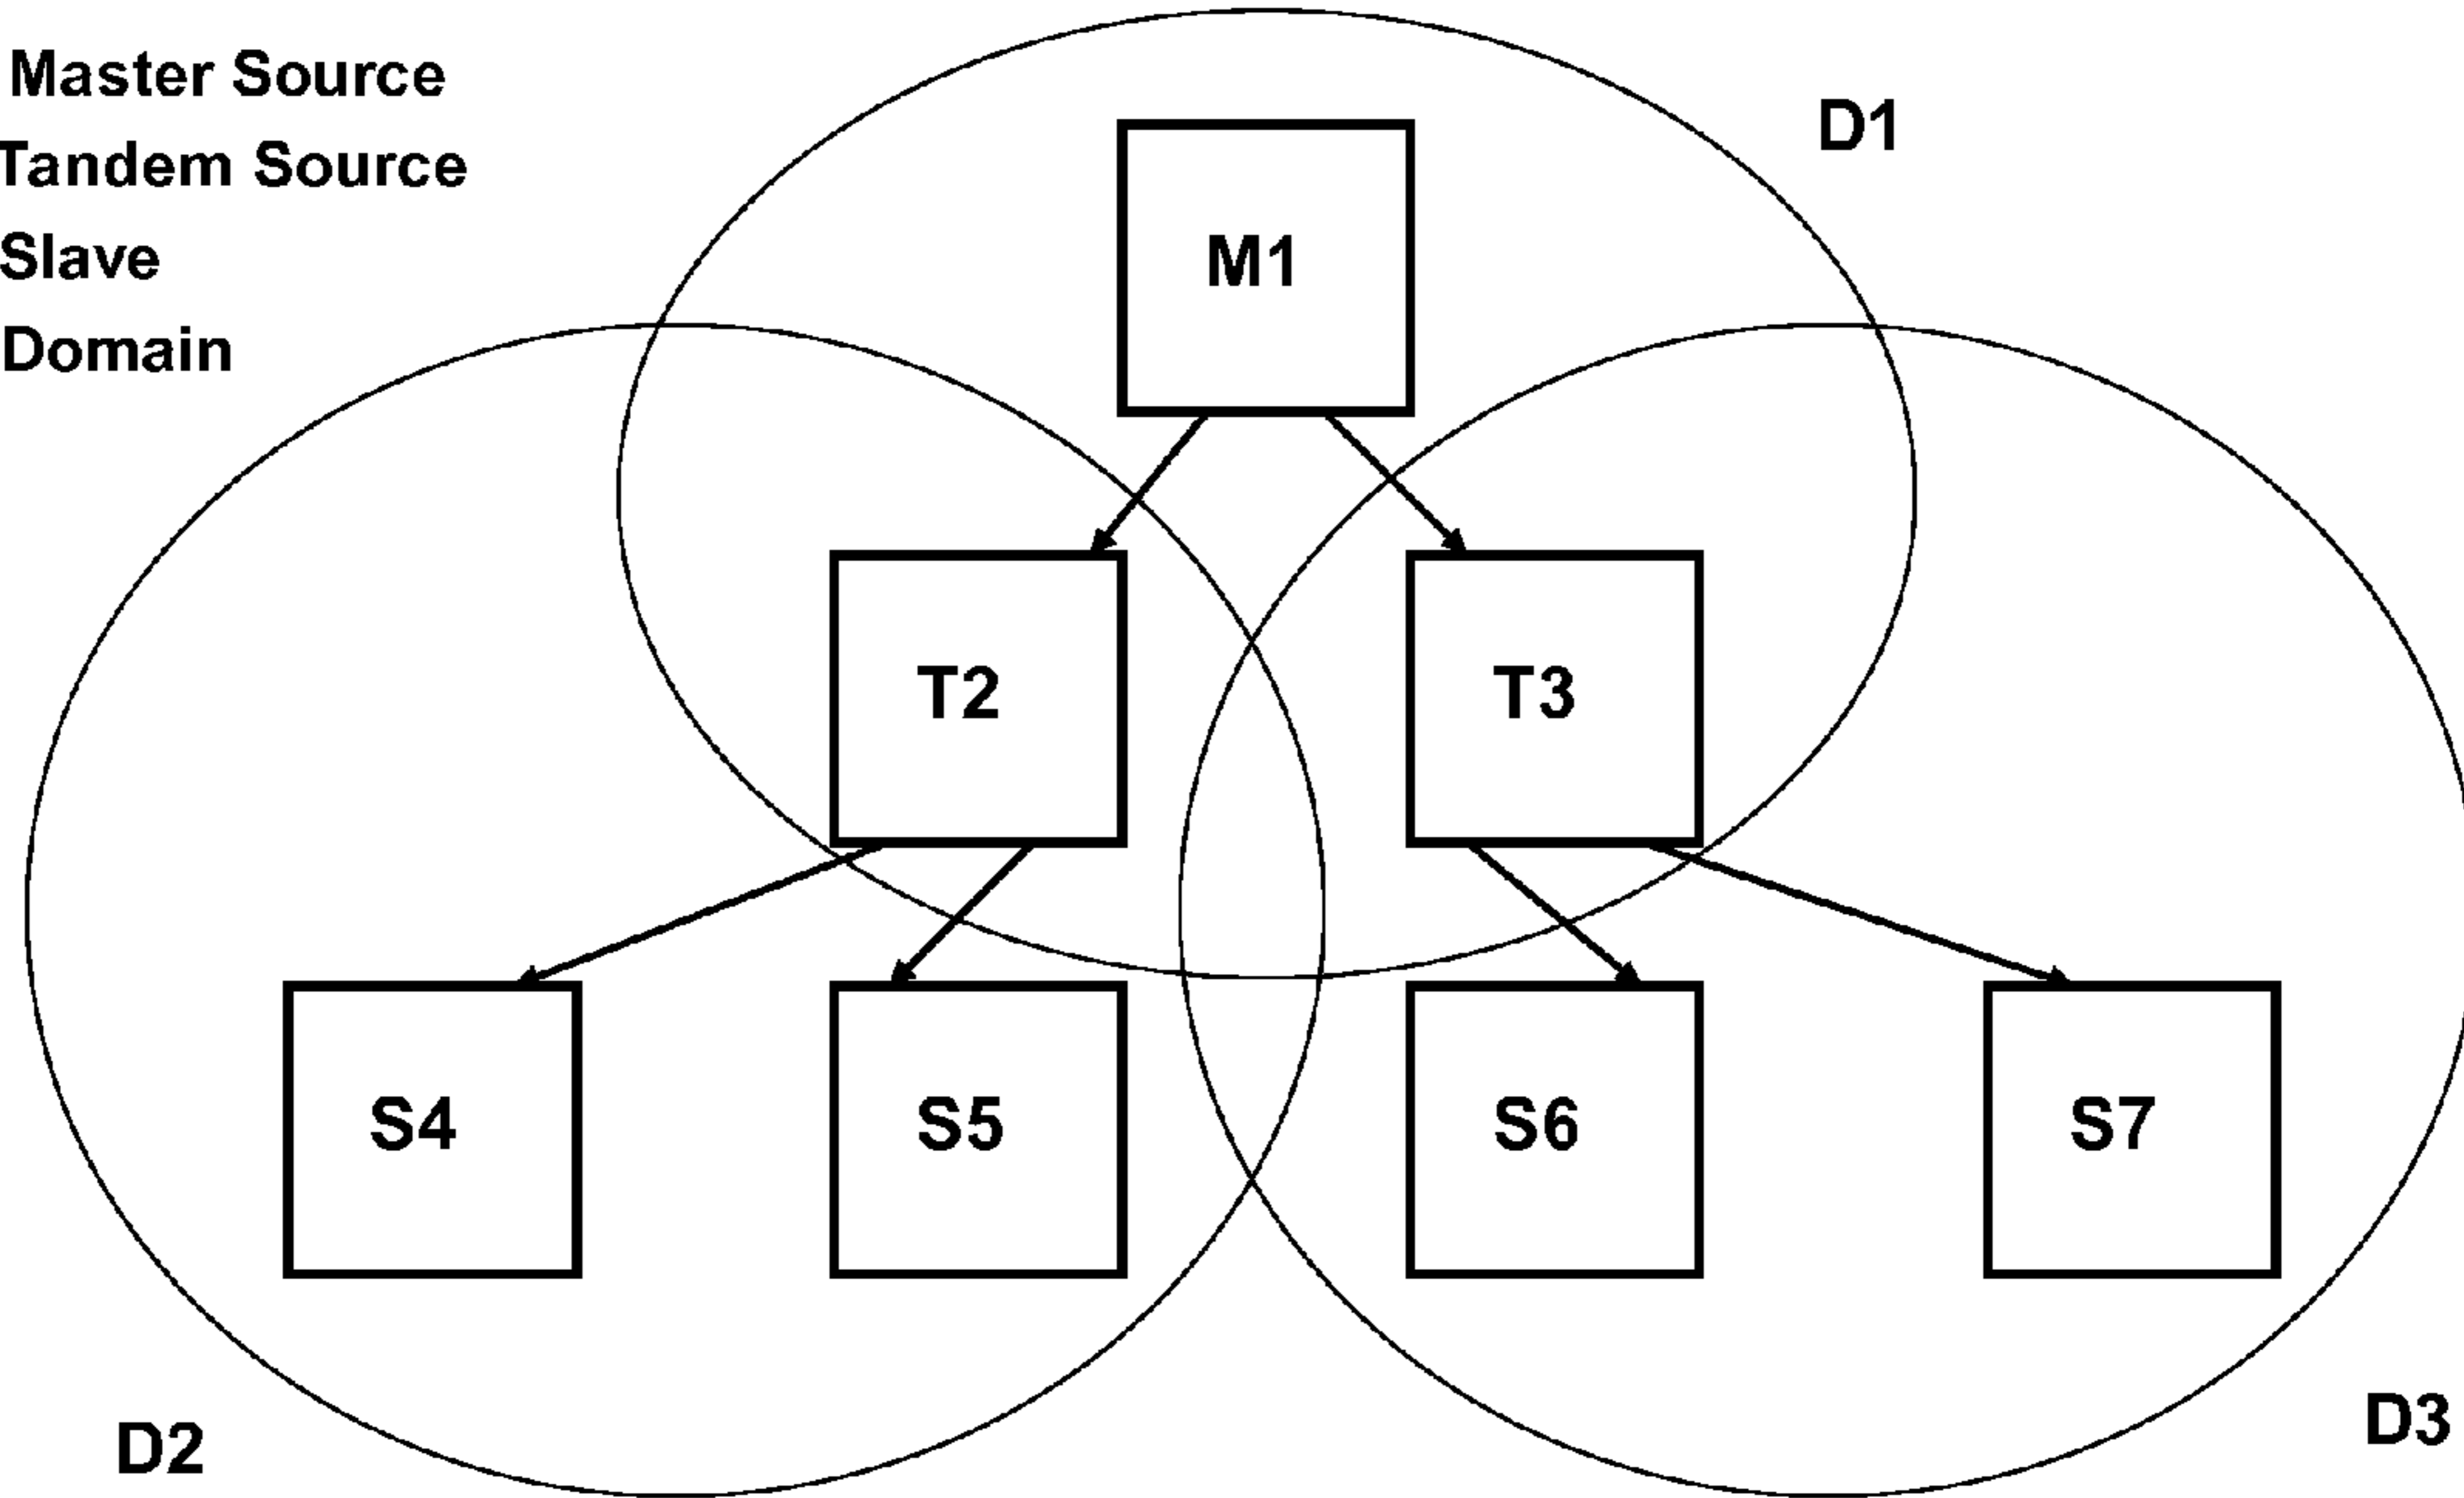 Master Source
Tandem Source
Slave
Domain
D1
M1
T2
T3
S4
S5
S6
S7
D2
D3